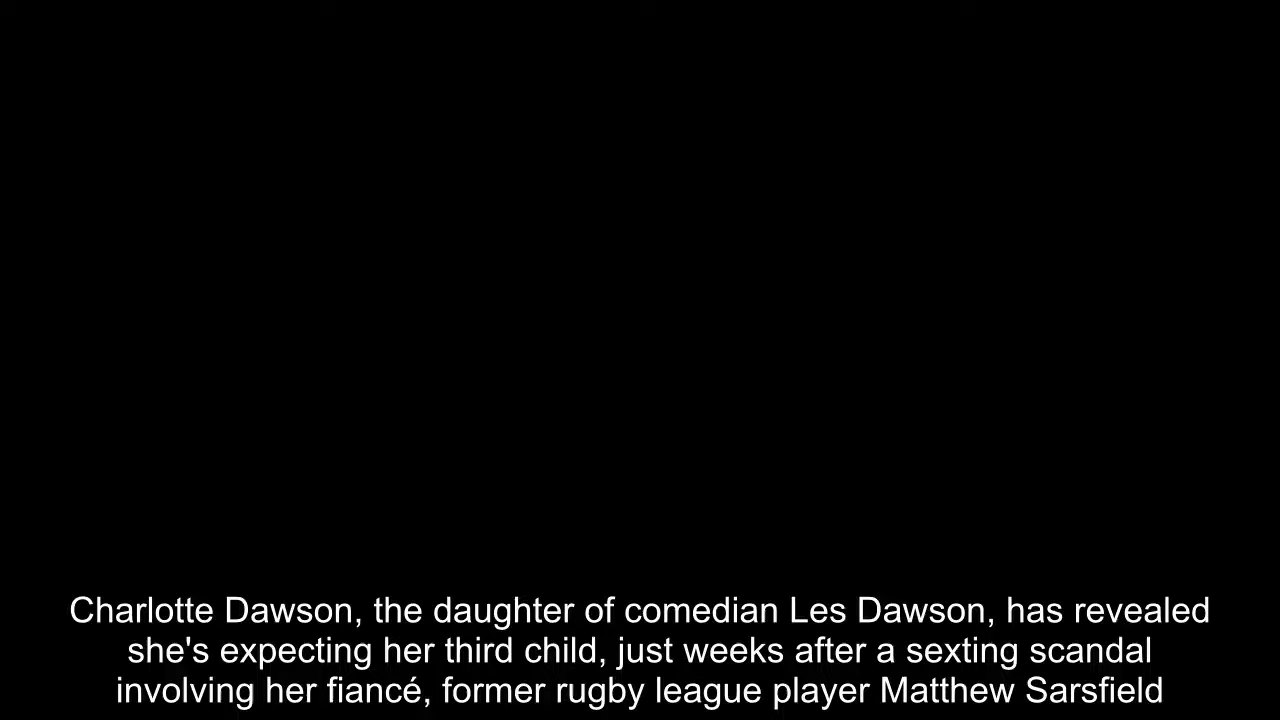 Charlotte Dawson, the daughter of comedian Les Dawson, has revealed
she's expecting her third child, just weeks after a sexting scandal
involving her fiancé, former rugby league player Matthew Sarsfield